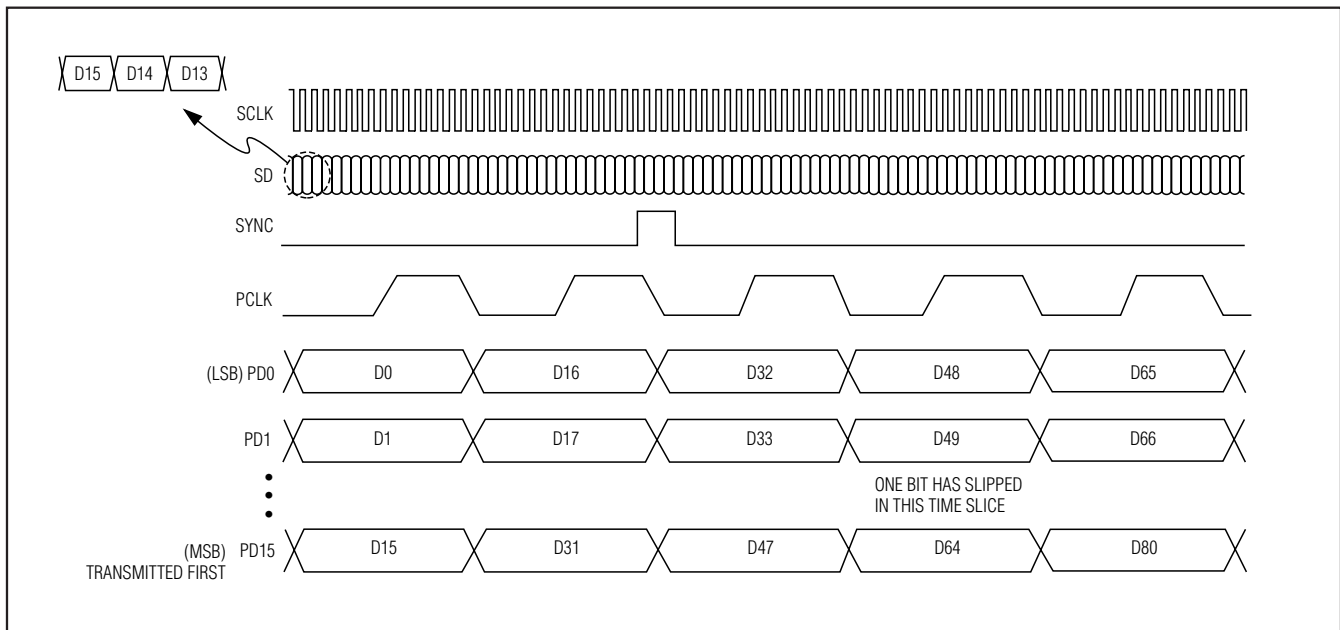 D15 D14 D13
SCLK
SD
SYNC
PCLK
(LSB) PD0 D0 D16 D32 D48 D65
PD1 D1 D17 D33 D49 D66
ONE BIT HAS SLIPPED
IN THIS TIME SLICE
(MSB) PD15 D15 D31 D47 D64 D80
TRANSMITTED FIRST